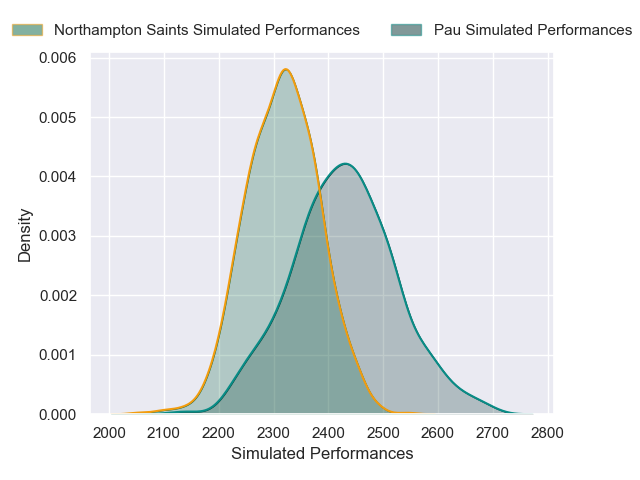 Northampton Saints Simulated Performances Pau Simulated Performances
0.006
0.005
0.004
0.003
0.002
0.001
0.000
Density
2000 2100 2200 2300 2400 2500 2600 2700 2800
Simulated Performances